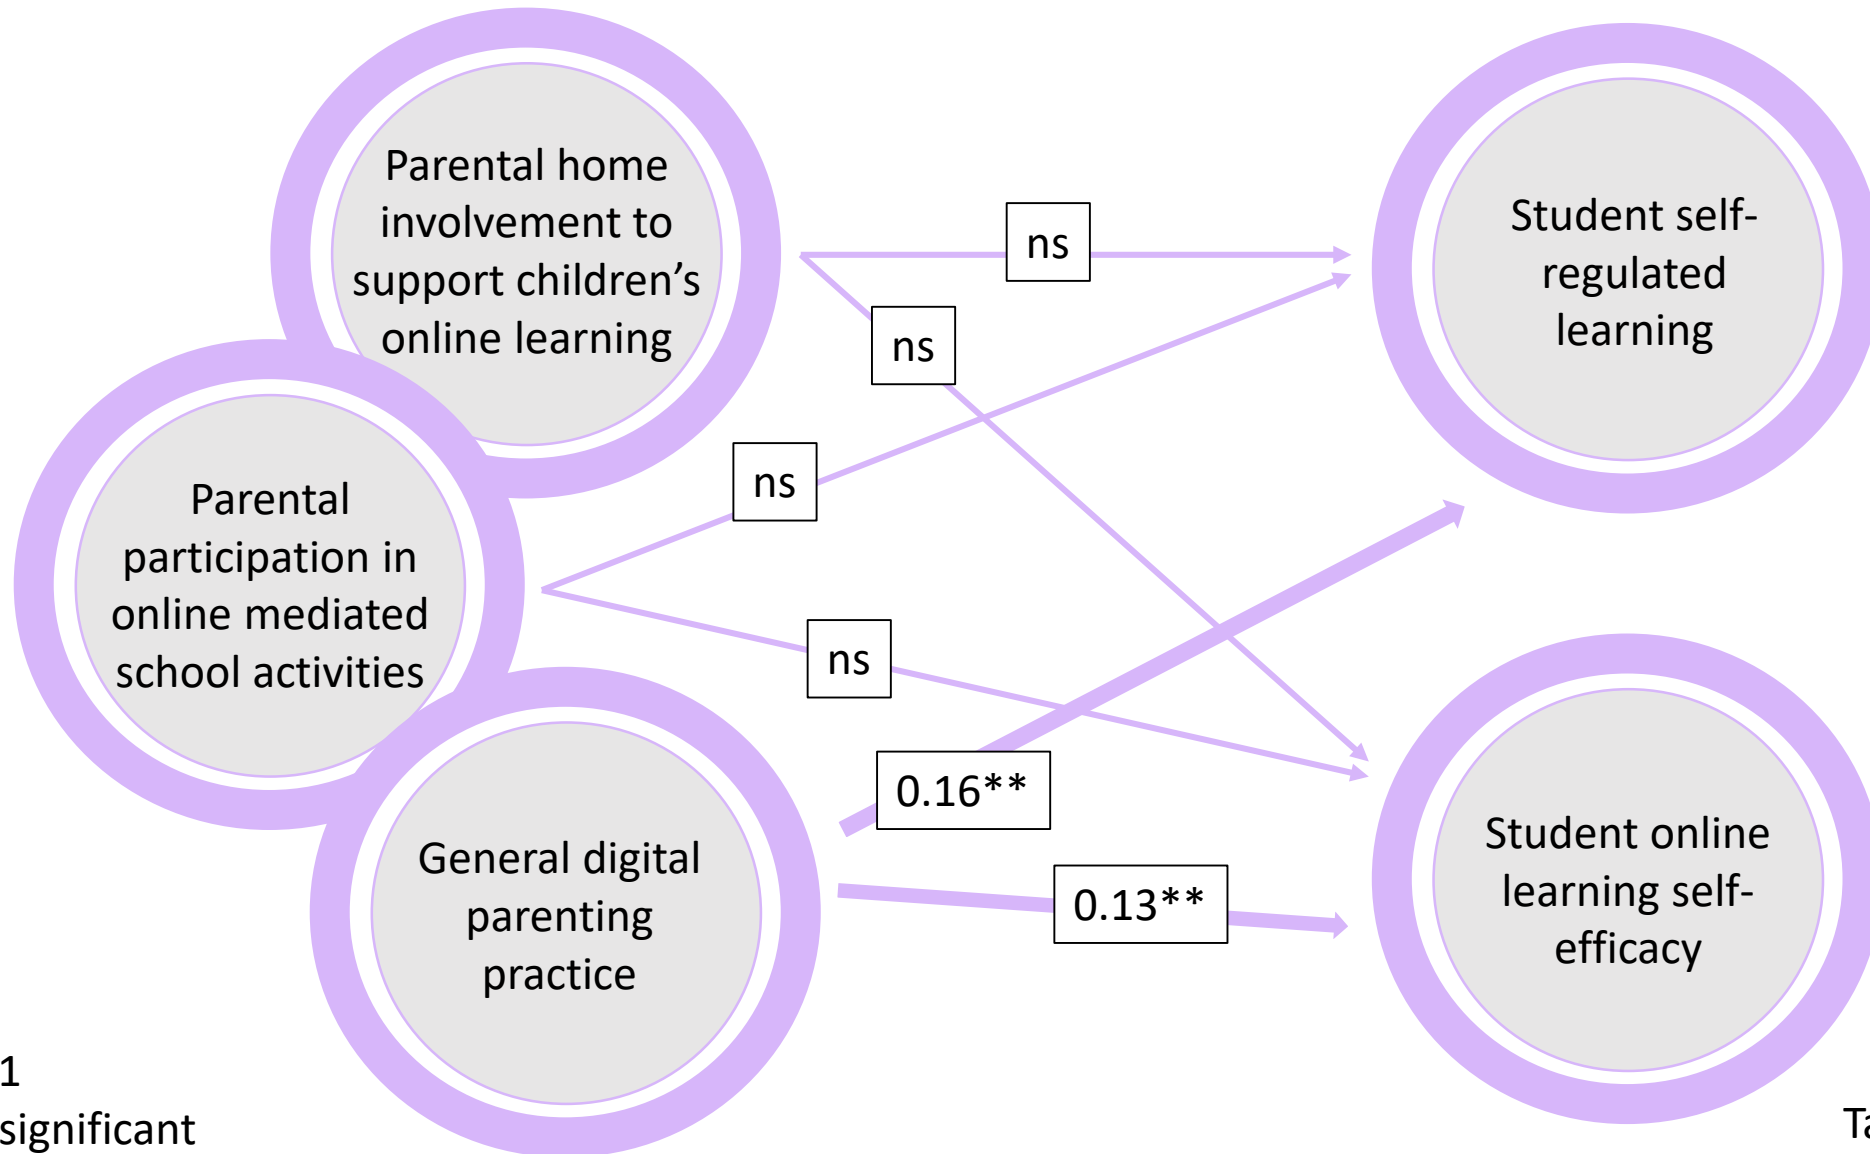 Parental home
involvement to
support children's
online learning
Parental
participation in
online mediated
school activities
General digital
parenting
practice
ns
ns
ns
ns
0.16**
0.13**
Student self-
regulated
learning
Student online
learning self-
efficacy
1
significant